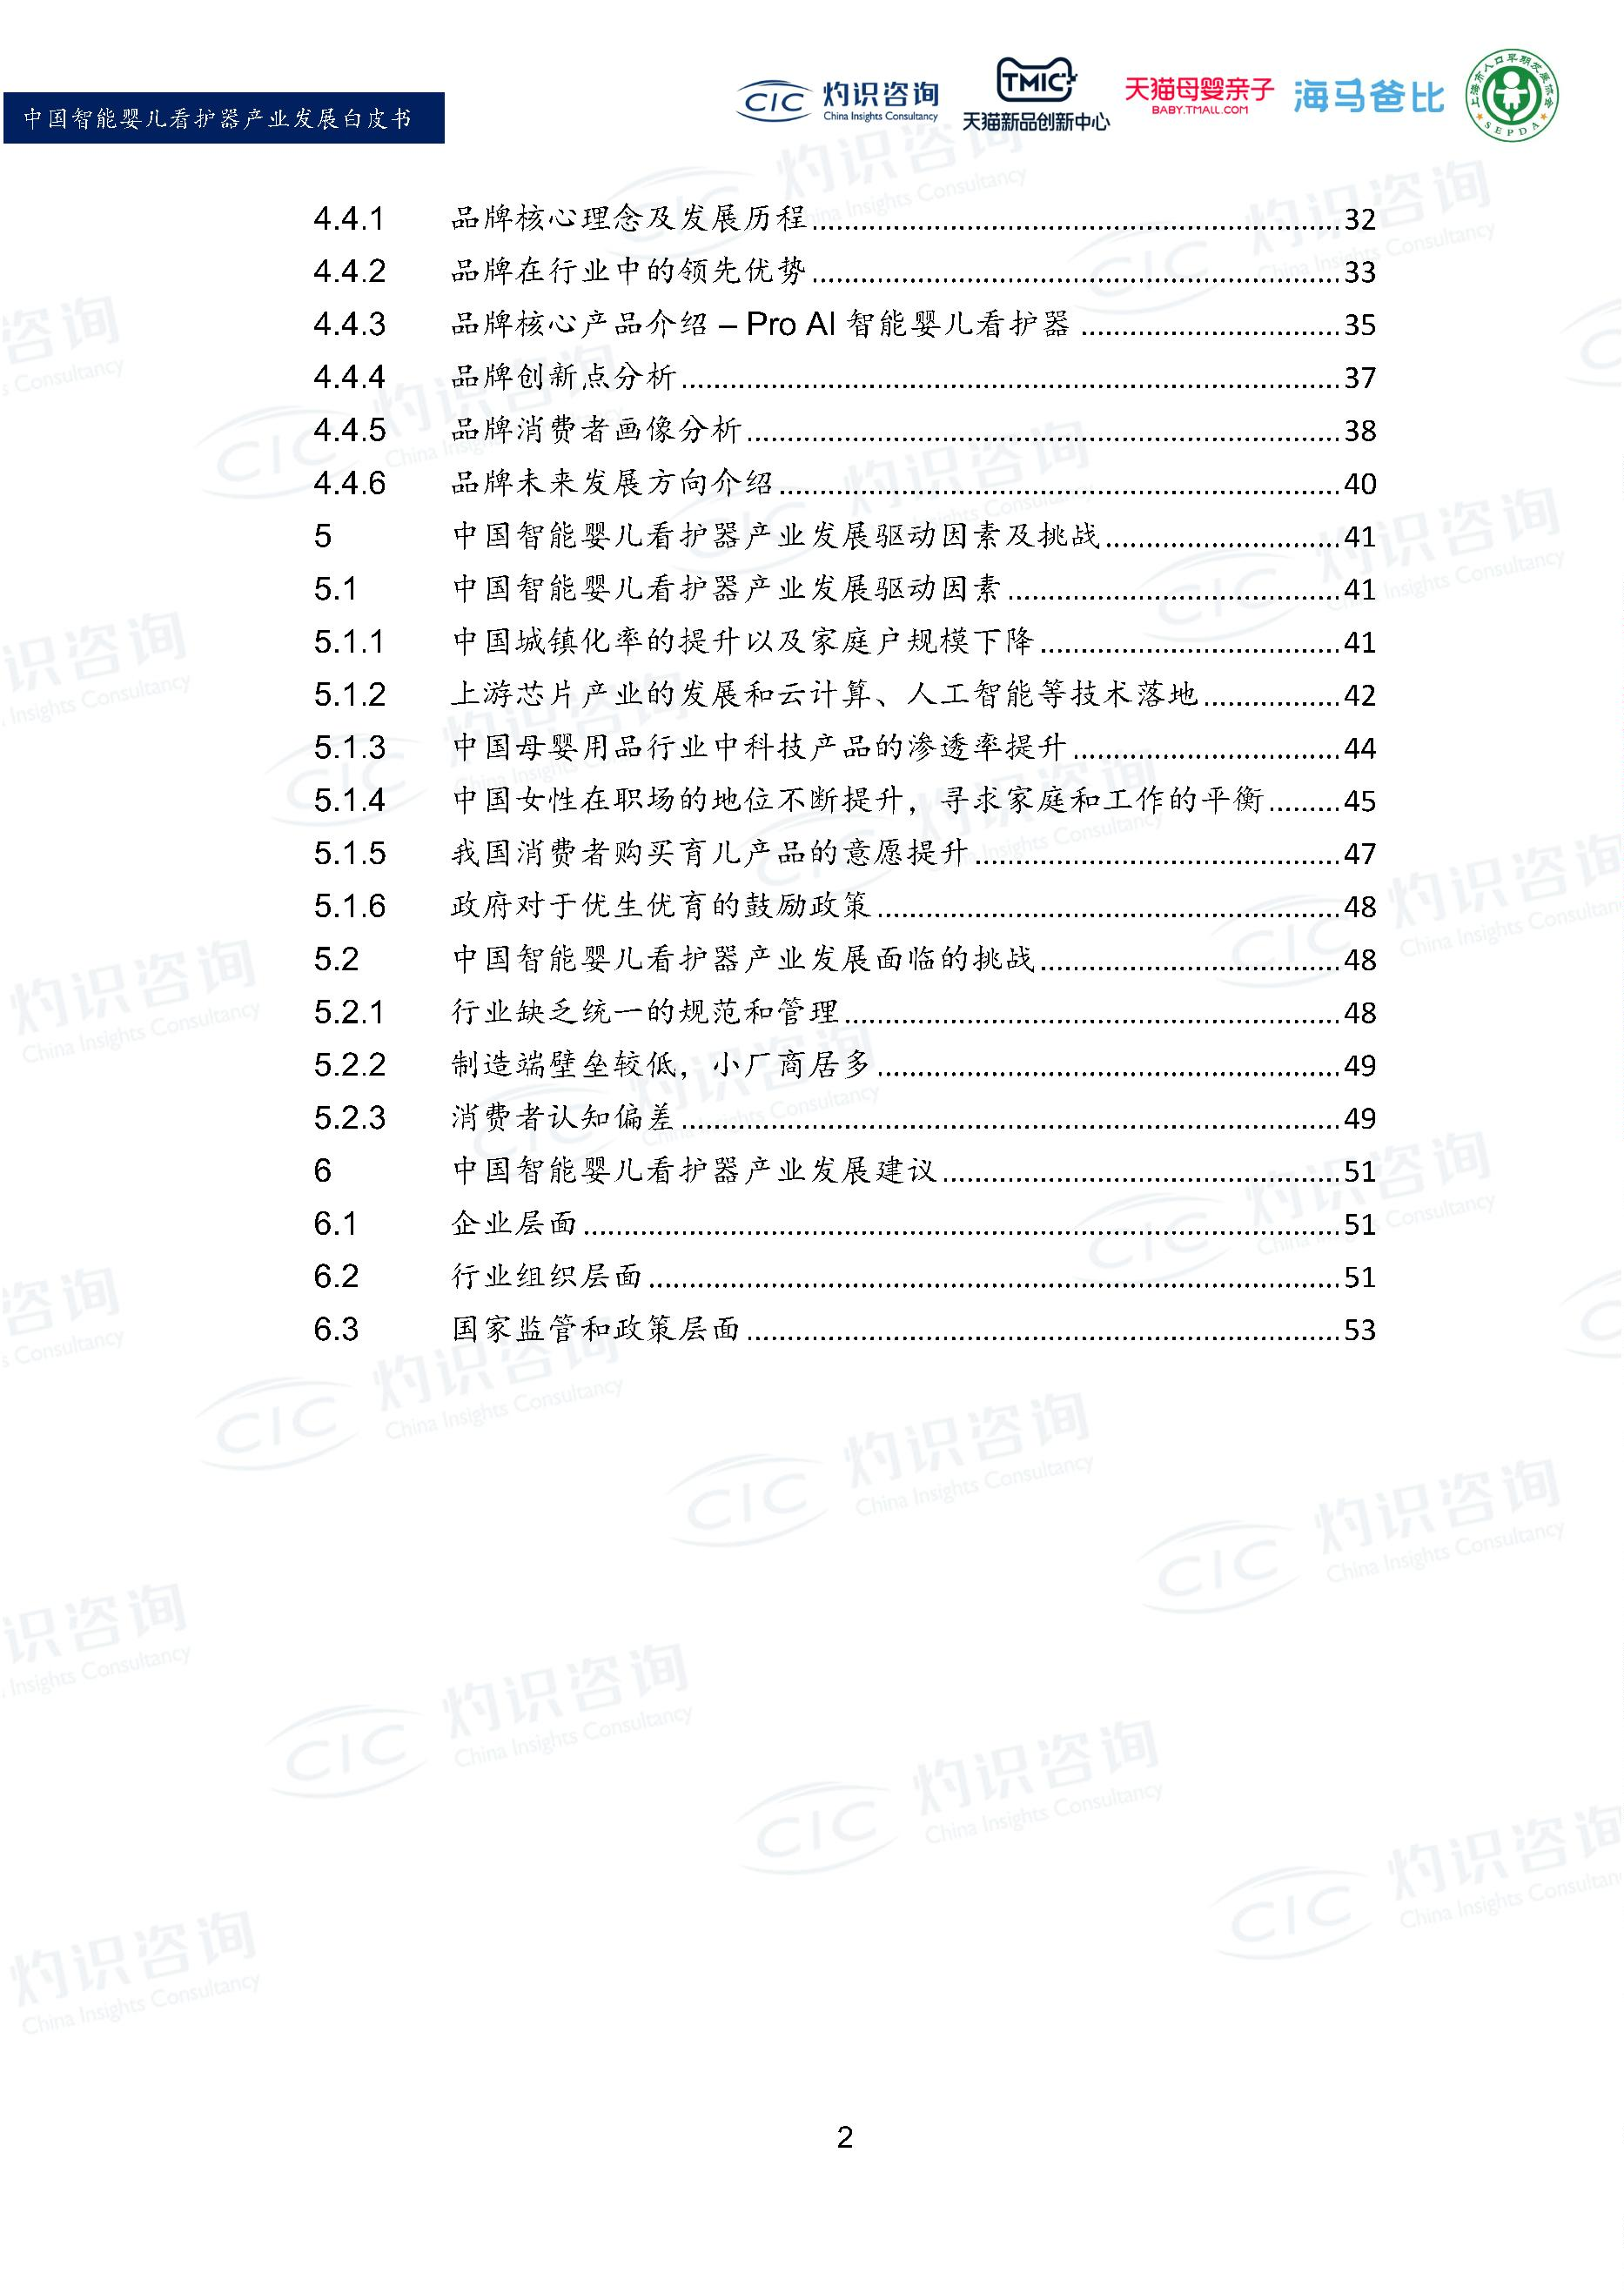 中国智能婴儿看护器产业发展白皮书
CIC 灼识咨询
China Insights Consultancy
TMIC
天猫新品创新中心
天猫母婴亲子
BABY.TMALL.COM
海马爸比
上海市人口早期发展协会
SEPDA
4.4.1 品牌核心理念及发展历程 32
4.4.2 品牌在行业中的领先优势 33
4.4.3 品牌核心产品介绍 – Pro AI 智能婴儿看护器 35
4.4.4 品牌创新点分析 37
4.4.5 品牌消费者画像分析 38
4.4.6 品牌未来发展方向介绍 40
5 中国智能婴儿看护器产业发展驱动因素及挑战 41
5.1 中国智能婴儿看护器产业发展驱动因素 41
5.1.1 中国城镇化率的提升以及家庭户规模下降 41
5.1.2 上游芯片产业的发展和云计算、人工智能等技术落地 42
5.1.3 中国母婴用品行业中科技产品的渗透率提升 44
5.1.4 中国女性在职场的地位不断提升，寻求家庭和工作的平衡 45
5.1.5 我国消费者购买育儿产品的意愿提升 47
5.1.6 政府对于优生优育的鼓励政策 48
5.2 中国智能婴儿看护器产业发展面临的挑战 48
5.2.1 行业缺乏统一的规范和管理 48
5.2.2 制造端壁垒较低，小厂商居多 49
5.2.3 消费者认知偏差 49
6 中国智能婴儿看护器产业发展建议 51
6.1 企业层面 51
6.2 行业组织层面 51
6.3 国家监管和政策层面 53
2